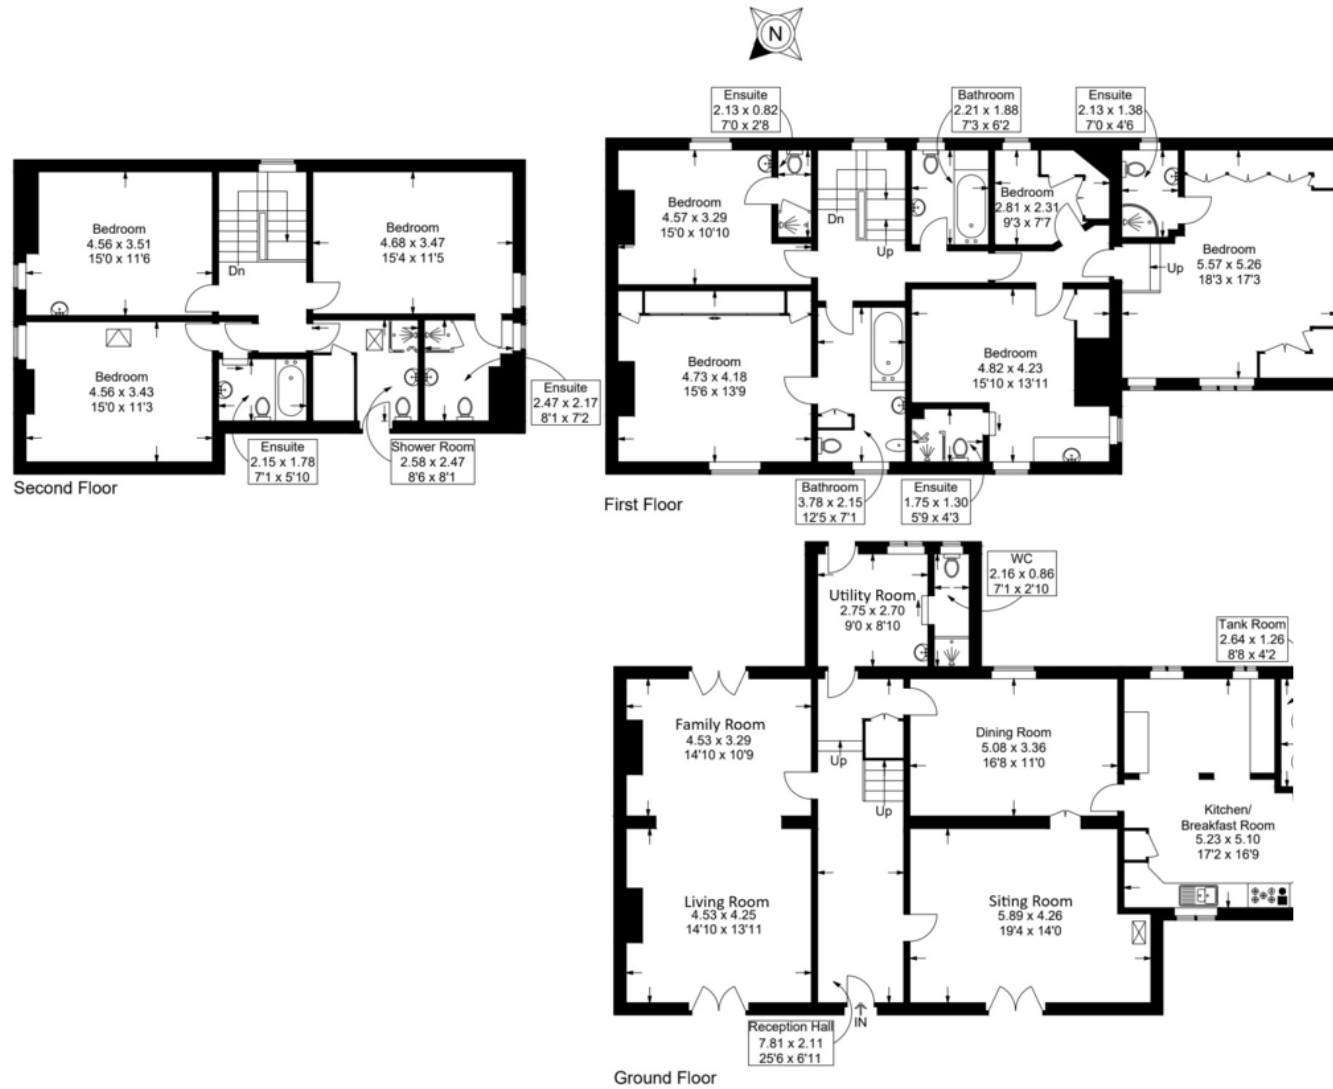 N
Ensuite
2.13 x 0.82
7'0 x 2'8
Bathroom
2.21 x 1.88
7'3 x 6'2
Ensuite
2.13 x 1.38
7'0 x 4'6
Bedroom
4.56 x 3.51
15'0 x 11'6
Dn
Bedroom
4.68 x 3.47
15'4 x 11'5
Bedroom
4.56 x 3.43
15'0 x 11'3
Ensuite
2.47 x 2.17
8'1 x 7'2
Ensuite
2.15 x 1.78
7'1 x 5'10
Shower Room
2.58 x 2.47
8'6 x 8'1
Second Floor
Bedroom
4.57 x 3.29
15'0 x 10'10
Dn
Up
Bedroom
2.81 x 2.31
9'3 x 7'7
Up
Bedroom
5.57 x 5.26
18'3 x 17'3
Bedroom
4.73 x 4.18
15'6 x 13'9
Bedroom
4.82 x 4.23
15'10 x 13'11
Bathroom
3.78 x 2.15
12'5 x 7'1
Ensuite
1.75 x 1.30
5'9 x 4'3
First Floor
WC
2.16 x 0.86
7'1 x 2'10
Utility Room
2.75 x 2.70
9'0 x 8'10
Tank Room
2.64 x 1.26
8'8 x 4'2
Family Room
4.53 x 3.29
14'10 x 10'9
Up
Up
Dining Room
5.08 x 3.36
16'8 x 11'0
Kitchen/
Breakfast Room
5.23 x 5.10
17'2 x 16'9
Living Room
4.53 x 4.25
14'10 x 13'11
Siting Room
5.89 x 4.26
19'4 x 14'0
IN
Reception Hall
7.81 x 2.11
25'6 x 6'11
Ground Floor